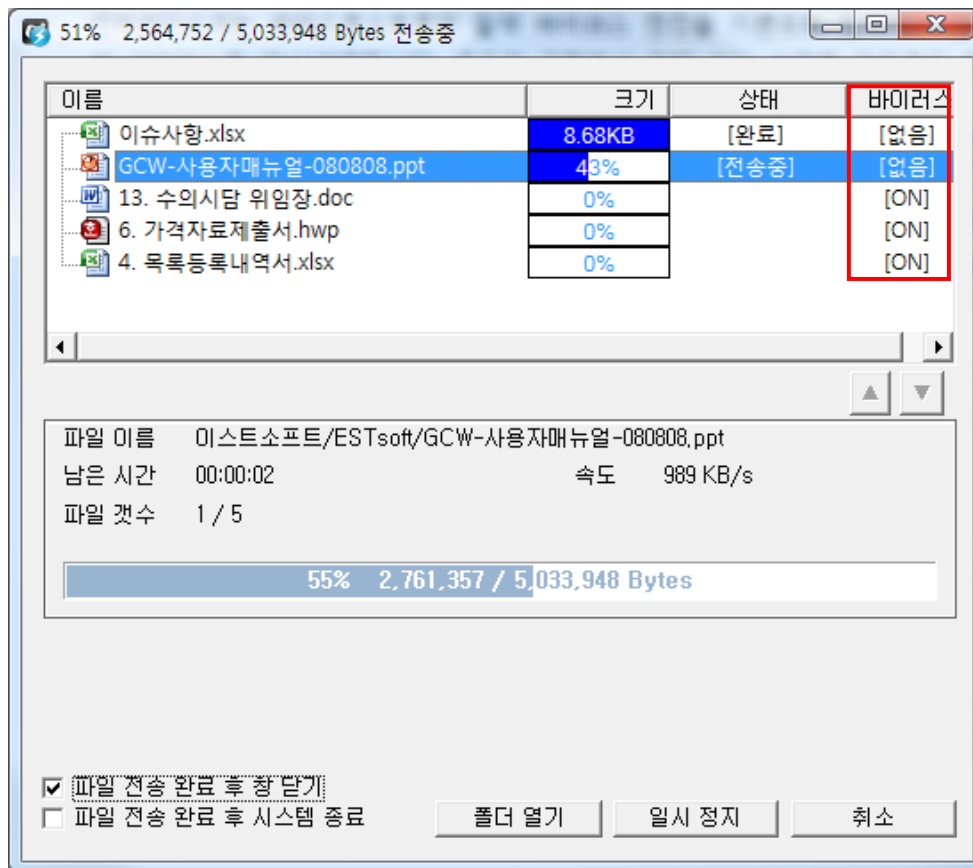 51% 2,564,752 / 5,033,948 Bytes 전송중
이름 크기 상태 바이러스
이슈사항.xlsx 8.68KB [완료] [없음]
GCW-사용자매뉴얼-080808.ppt 43% [전송중] [없음]
13. 수의시담 위임장.doc 0% [ON]
6. 가격자료제출서.hwp 0% [ON]
4. 목록등록내역서.xlsx 0% [ON]
파일 이름 이스트소프트/ESTsoft/GCW-사용자매뉴얼-080808.ppt
남은 시간 00:00:02 속도 989 KB/s
파일 갯수 1 / 5
55% 2,761,357 / 5,033,948 Bytes
파일 전송 완료 후 창 닫기
파일 전송 완료 후 시스템 종료 폴더 열기 일시 정지 취소